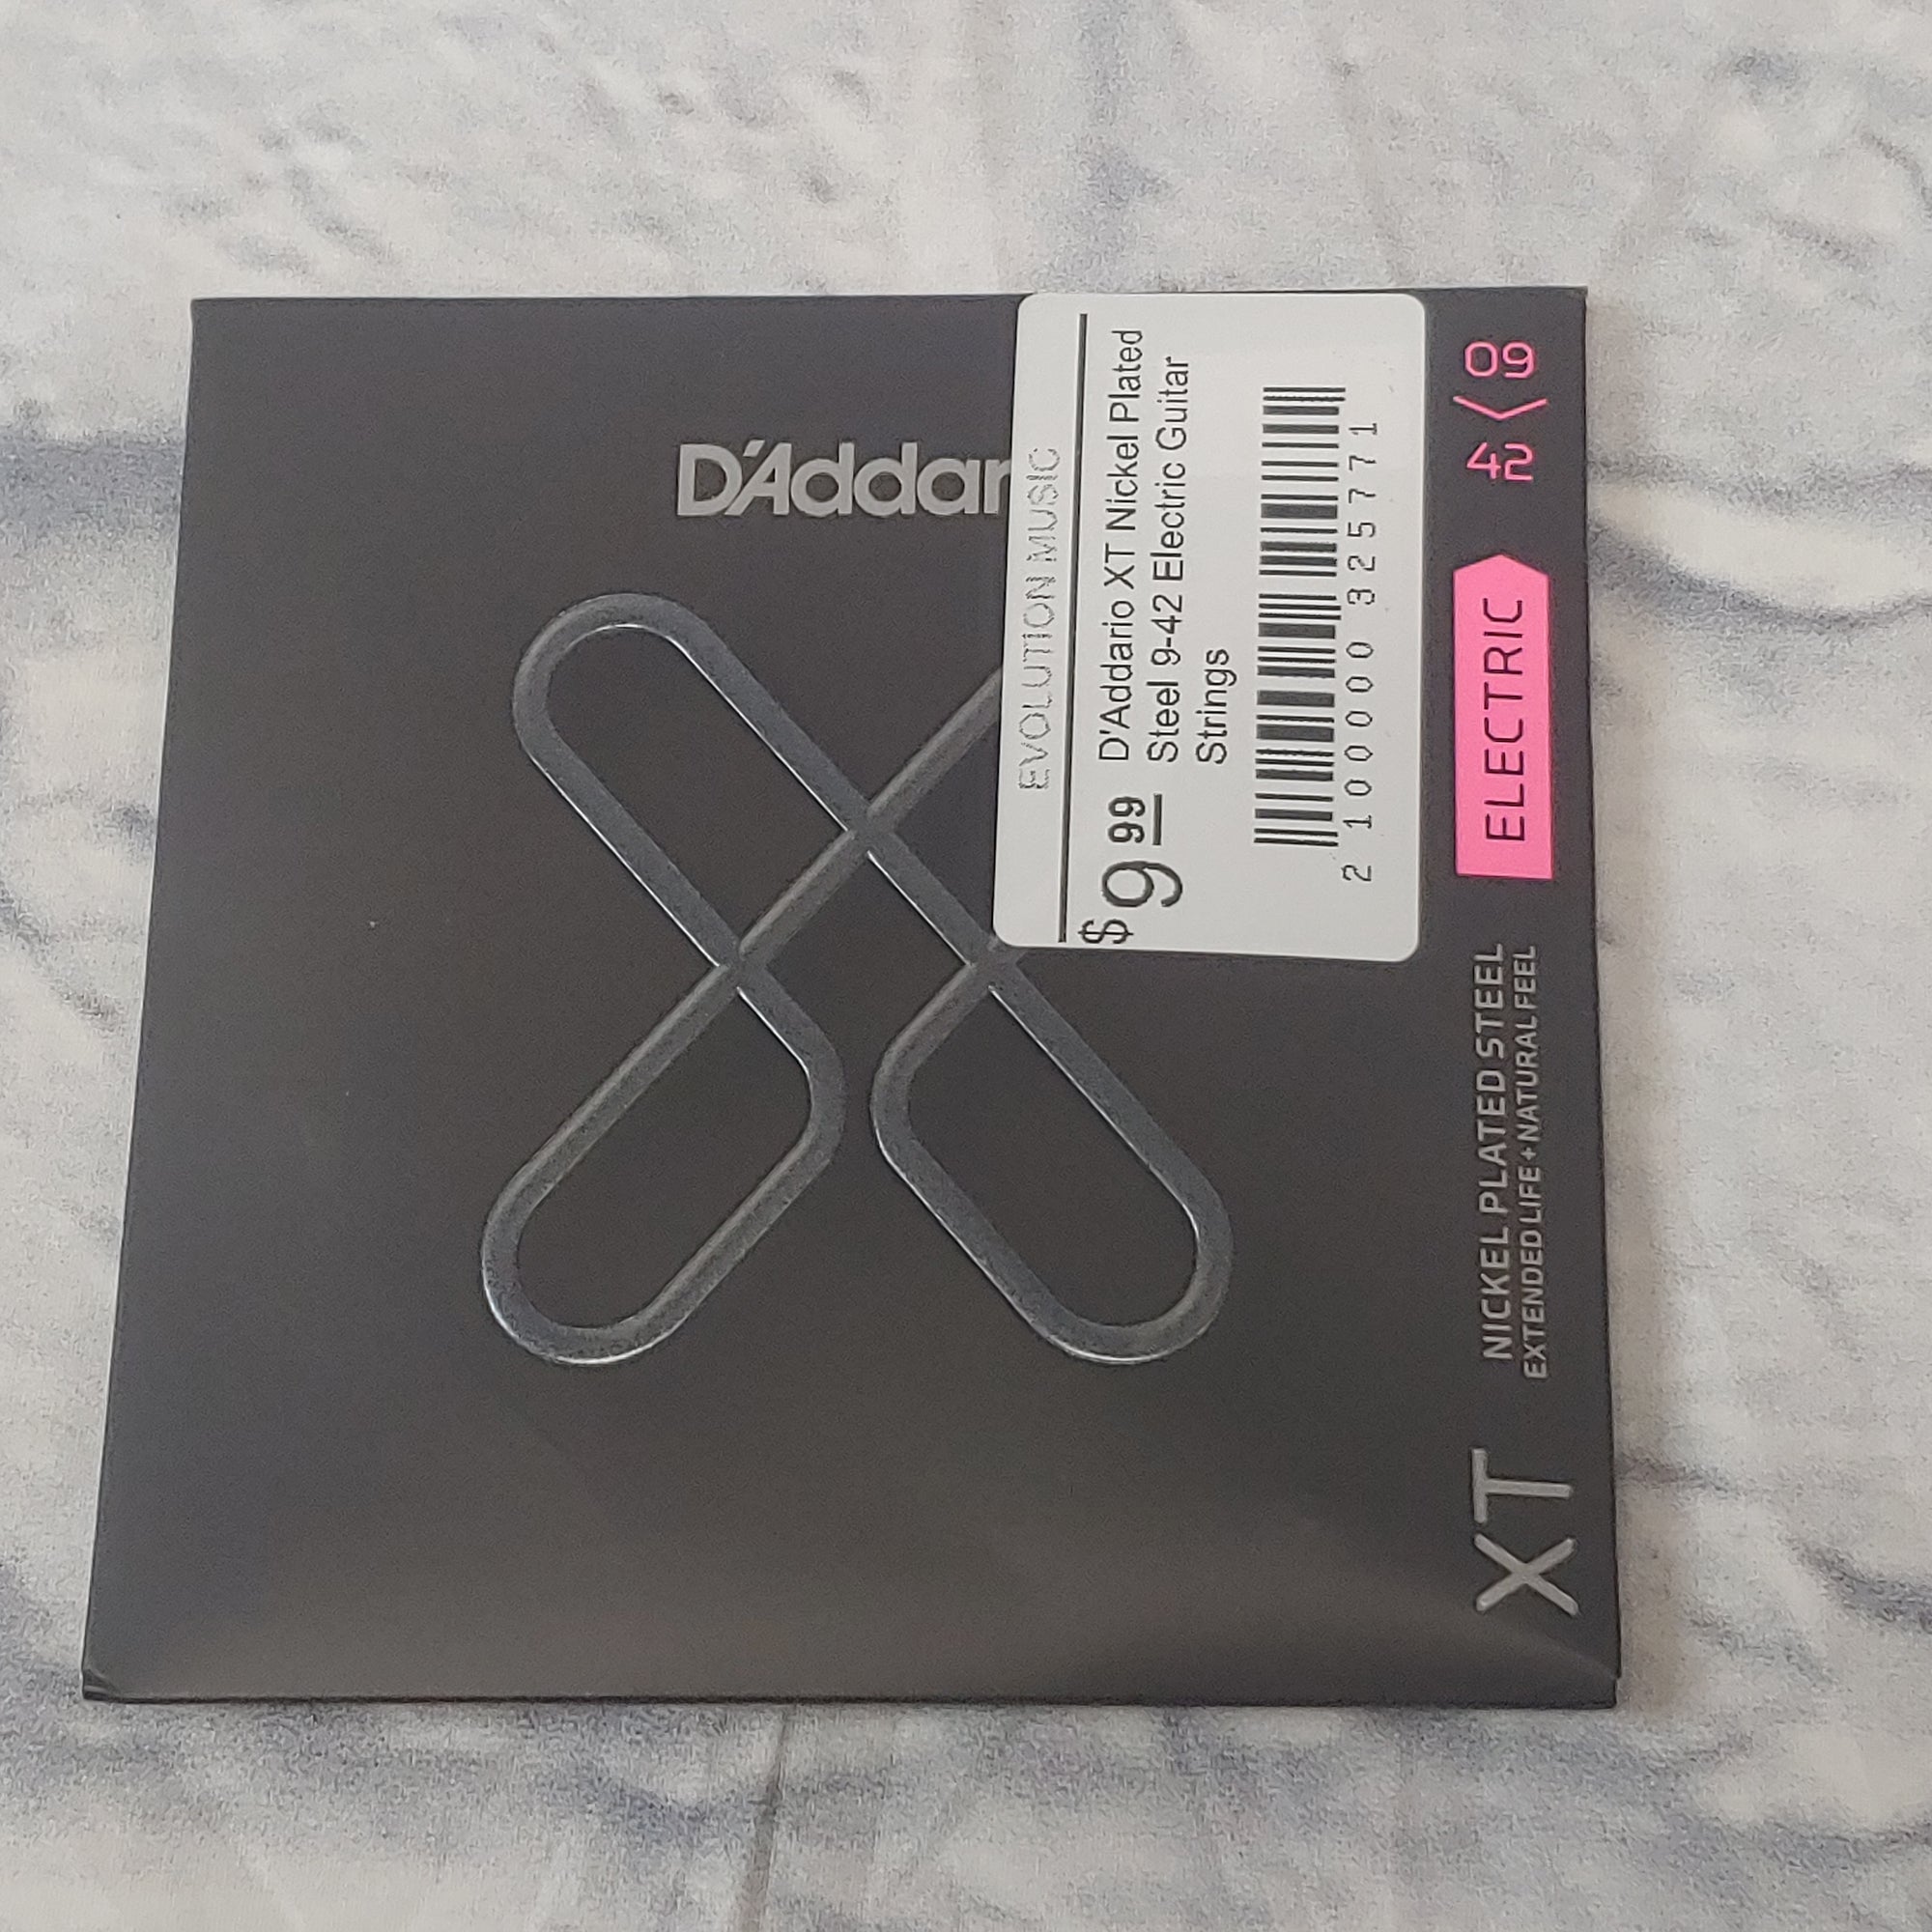 D'Addar
EVOLUTION MUSIC
$9.99
D'Addario XT Nickel Plated
Steel 9-42 Electric Guitar
Strings
2 100000 325771
XT
NICKEL PLATED STEEL
EXTENDED LIFE + NATURAL FEEL
ELECTRIC
42
09